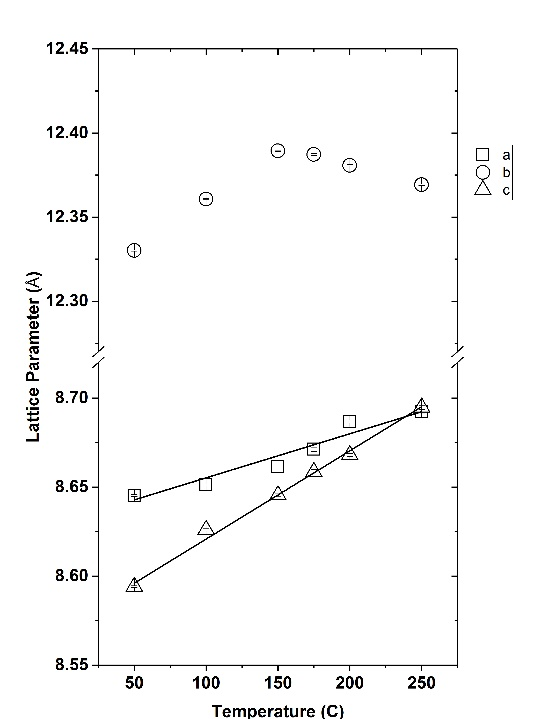 12.45
12.40
12.35
12.30
8.70
8.65
8.60
8.55
Lattice Parameter (Å)
50 100 150 200 250
Temperature (C)
a
b
c